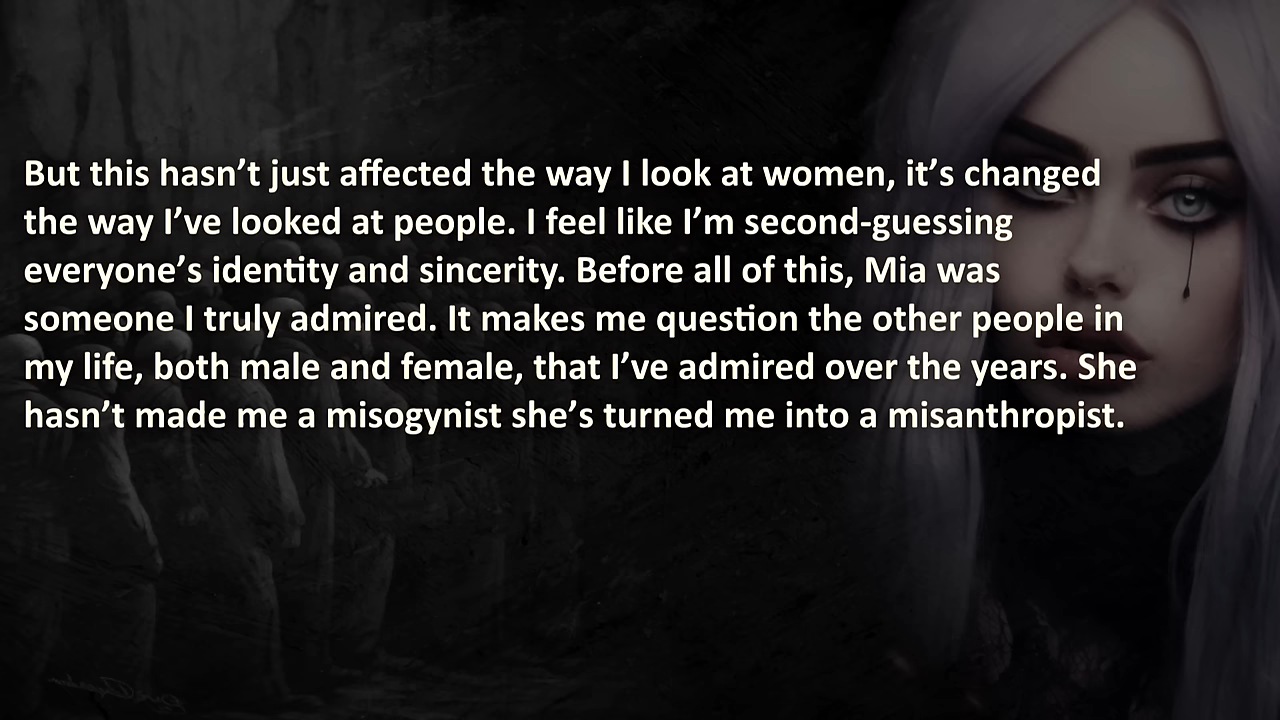 But this hasn’t just affected the way I look at women, it’s changed
the way I’ve looked at people. I feel like I’m second-guessing
everyone’s identity and sincerity. Before all of this, Mia was
someone I truly admired. It makes me question the other people in
my life, both male and female, that I’ve admired over the years. She
hasn’t made me a misogynist she’s turned me into a misanthropist.